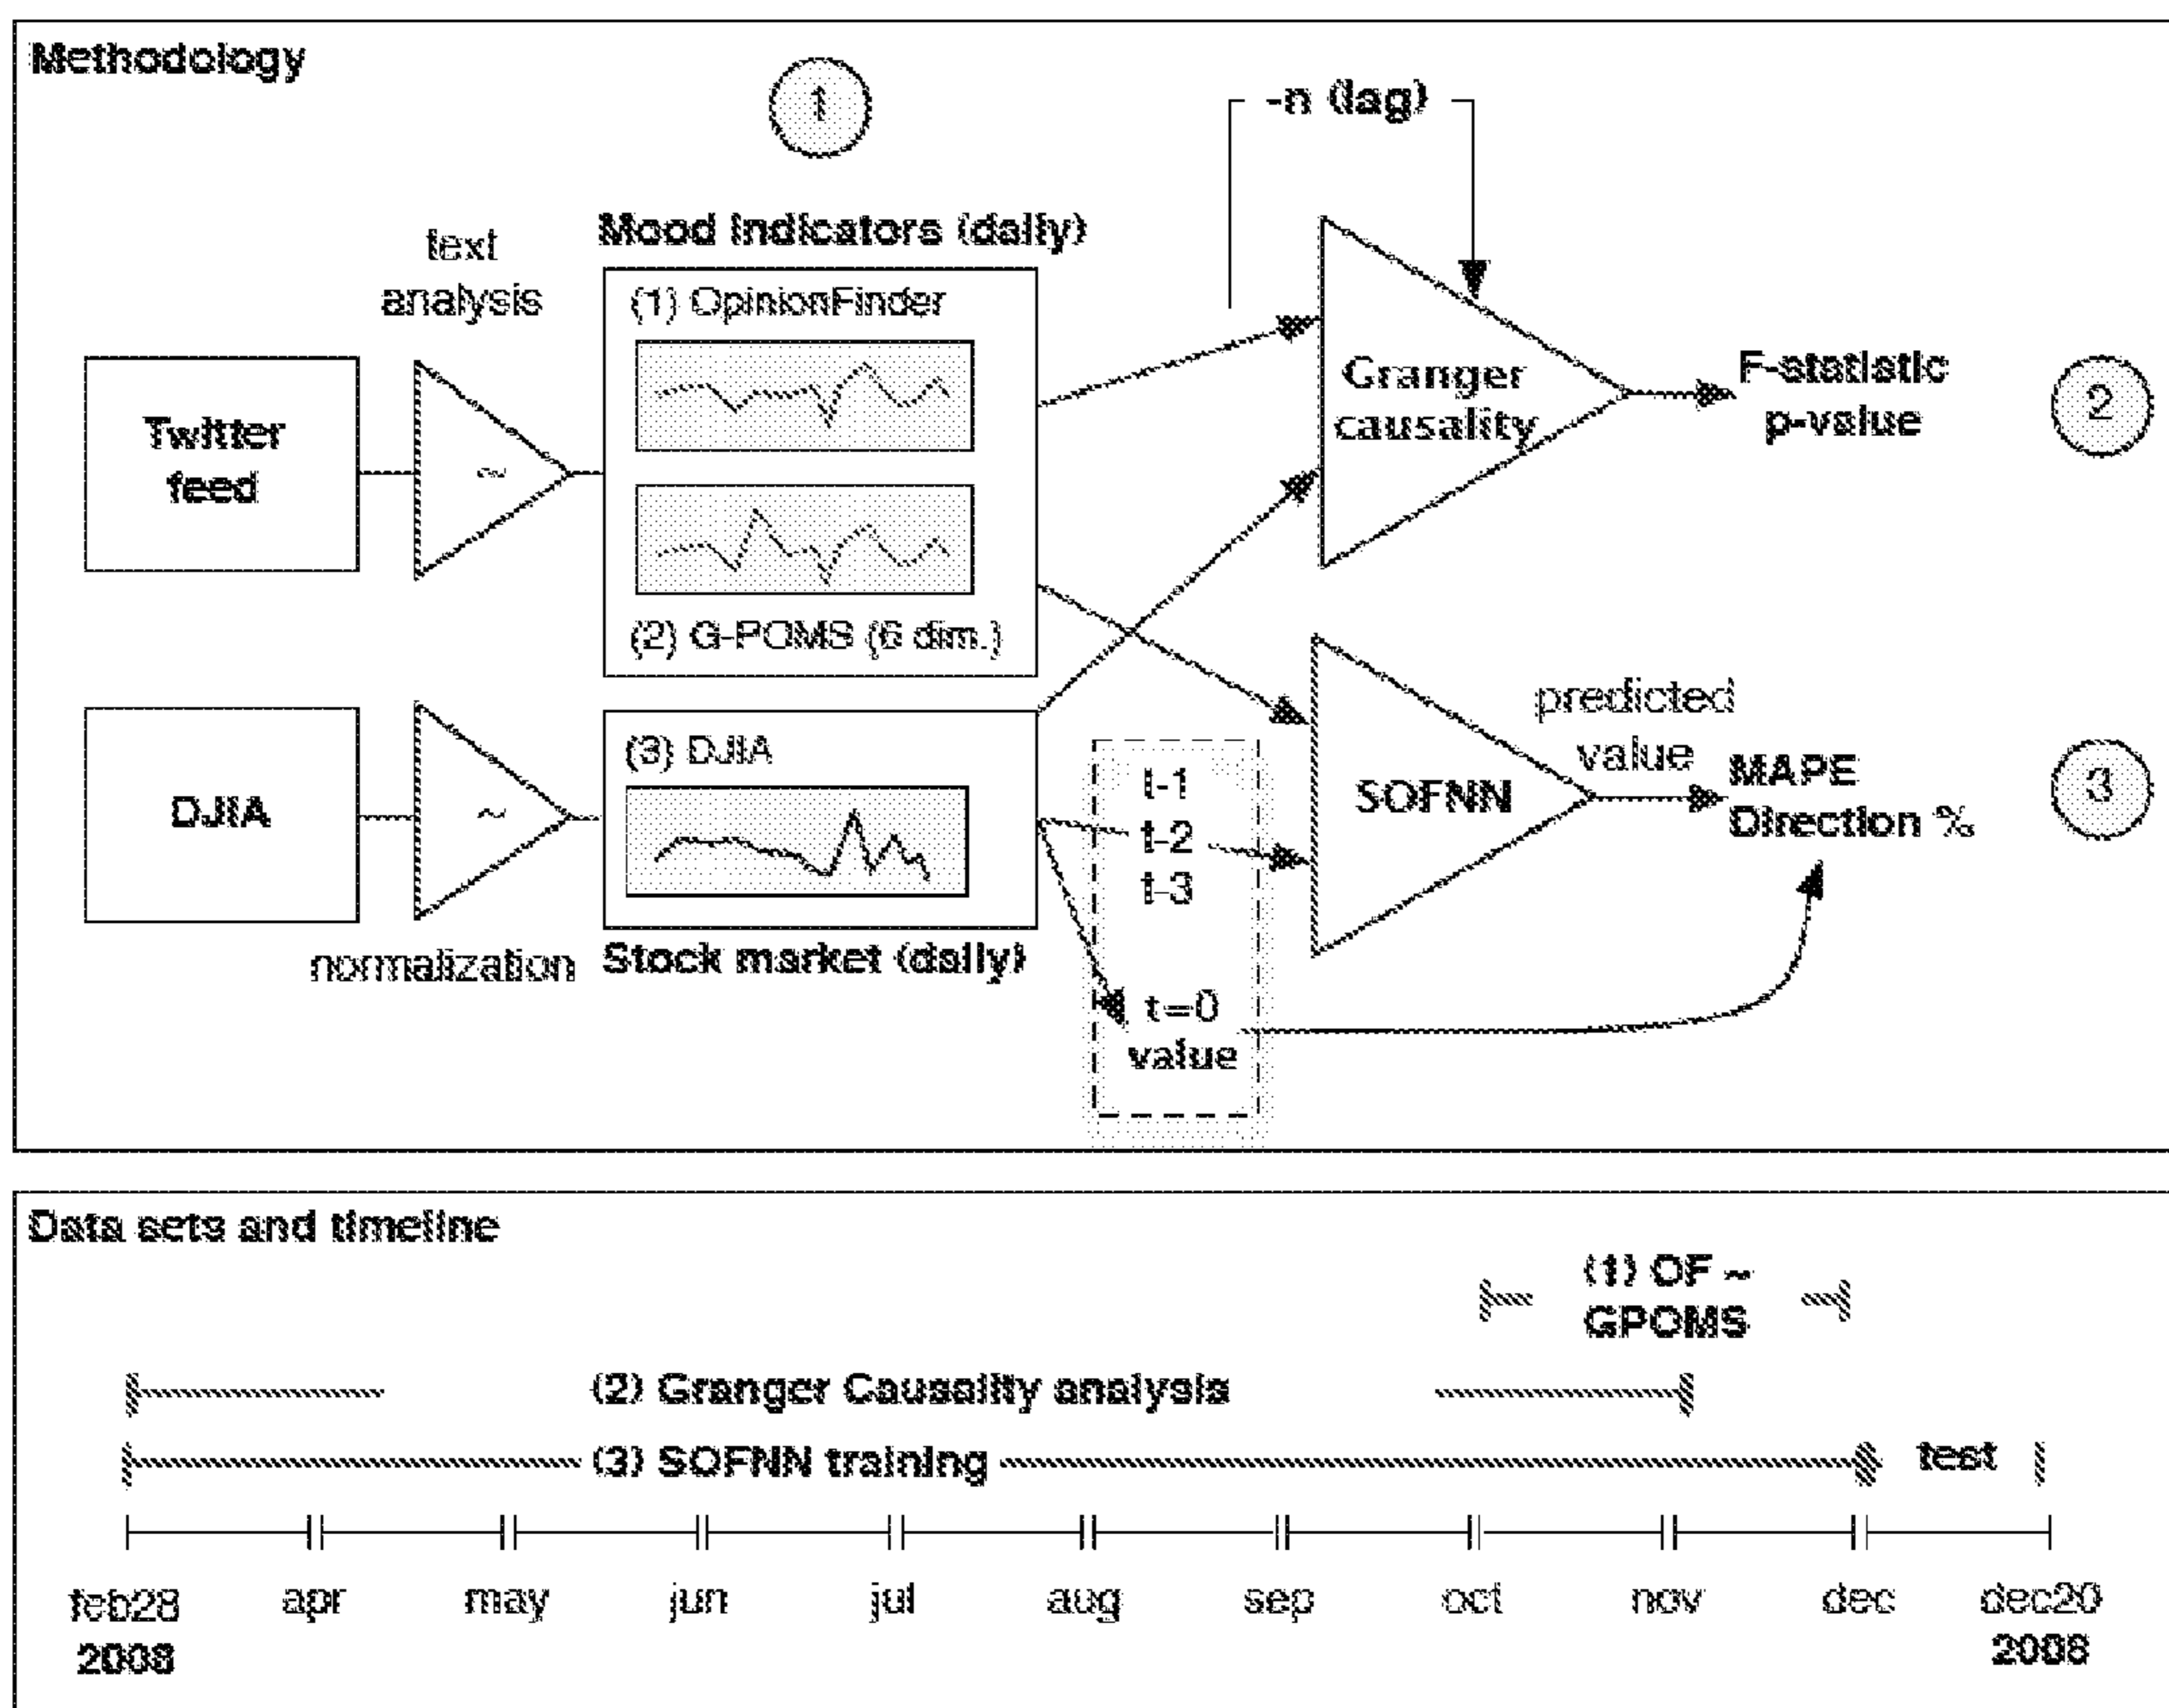 Methodology
1
-n (lag)
text
analysis
Mood indicators (daily)
(1) OpinionFinder
Twitter
feed
~
(2) G-POMS (6 dim.)
Granger
causality
F-statistic
p-value
2
DJIA
~
normalization
(3) DJIA
Stock market (daily)
t-1
t-2
t-3
t=0
value
SOFNN
predicted
value
MAPE
Direction %
3
Data sets and timeline
(1) OF ~
GPOMS
(2) Granger Causality analysis
(3) SOFNN training
test
feb28
2008
apr
may
jun
jul
aug
sep
oct
nov
dec
dec20
2008